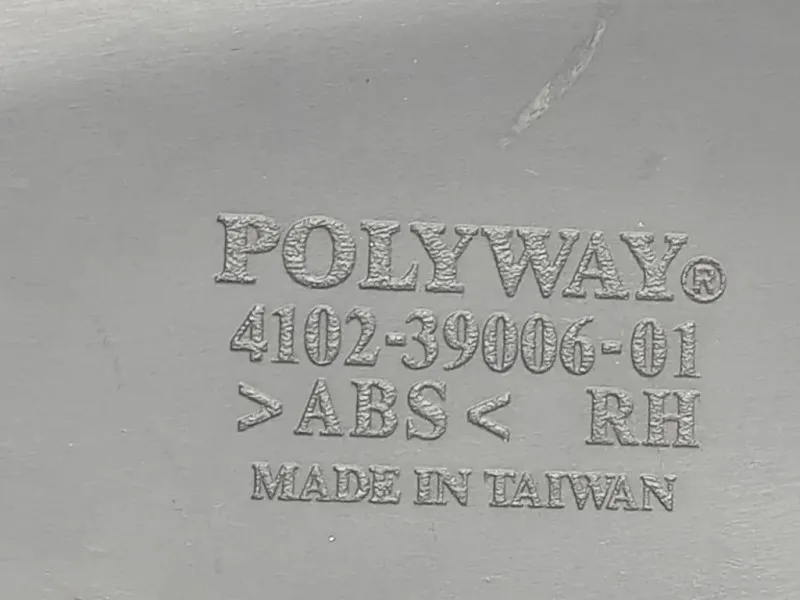 POLYWAY®
4102-39006-01
>ABS< RH
MADE IN TAIWAN